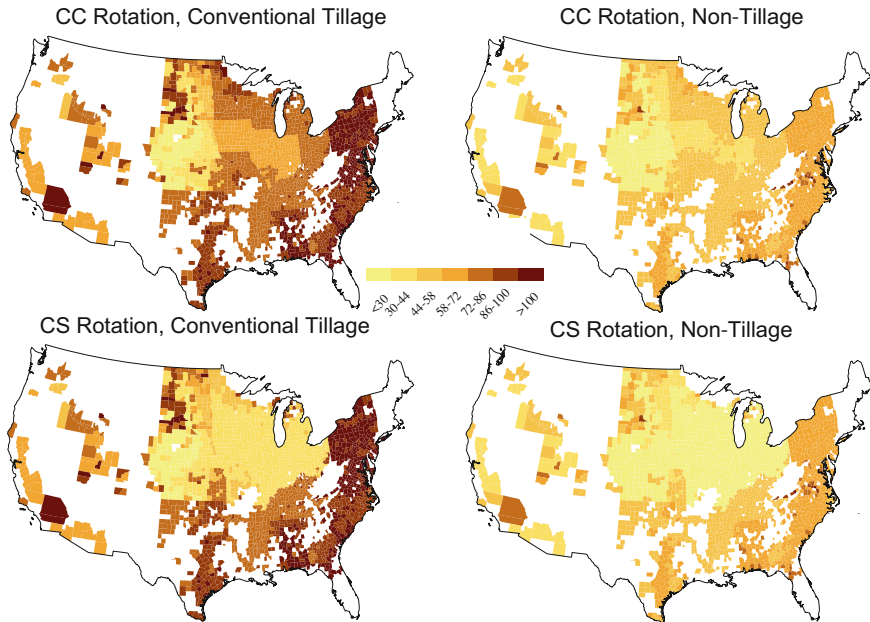 CC Rotation, Conventional Tillage
CC Rotation, Non-Tillage
<30
30-44
44-58
58-72
72-86
86-100
>100
CS Rotation, Conventional Tillage
CS Rotation, Non-Tillage